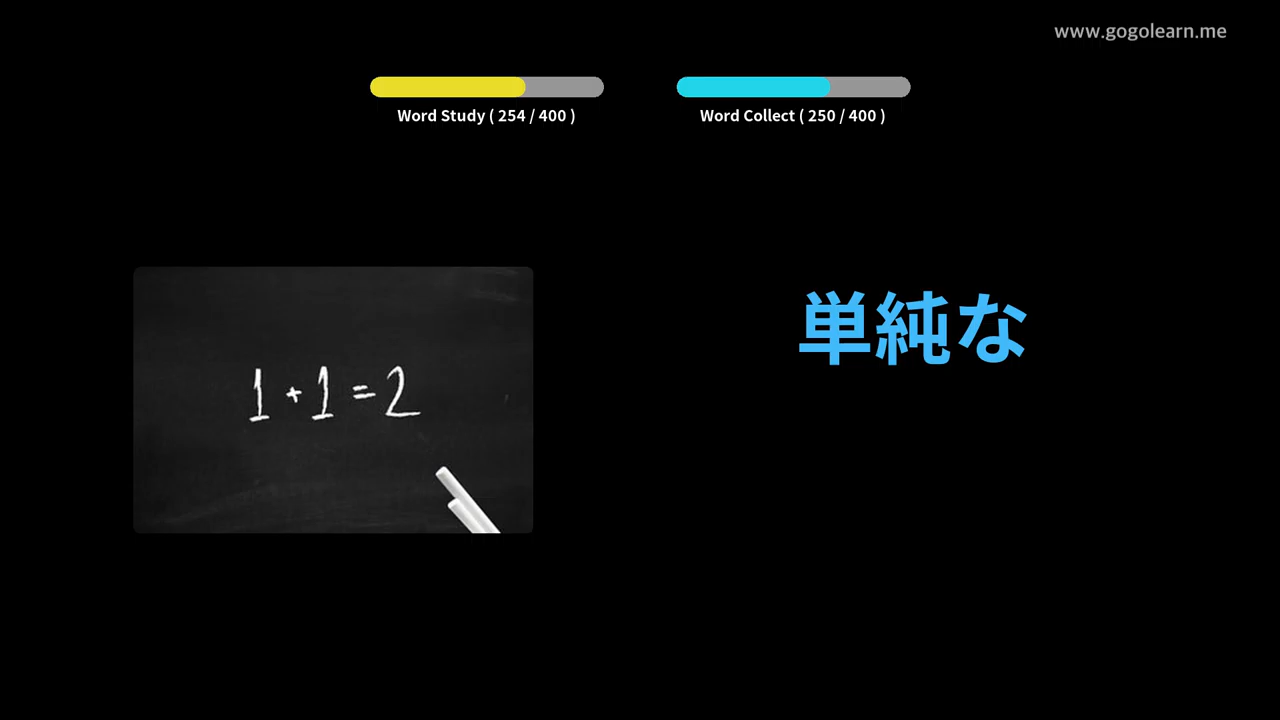 www.gogolearn.me
Word Study ( 254 / 400 )
Word Collect ( 250 / 400 )
単純な
1 + 1 = 2